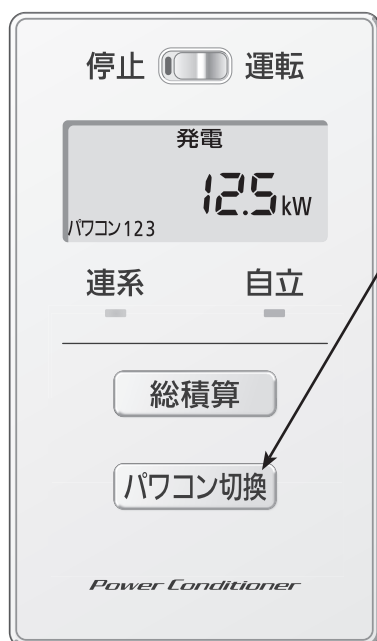 停止 運転
発電
12.5kW
パワコン123
連系 自立
総積算
パワコン切換
Power Conditioner